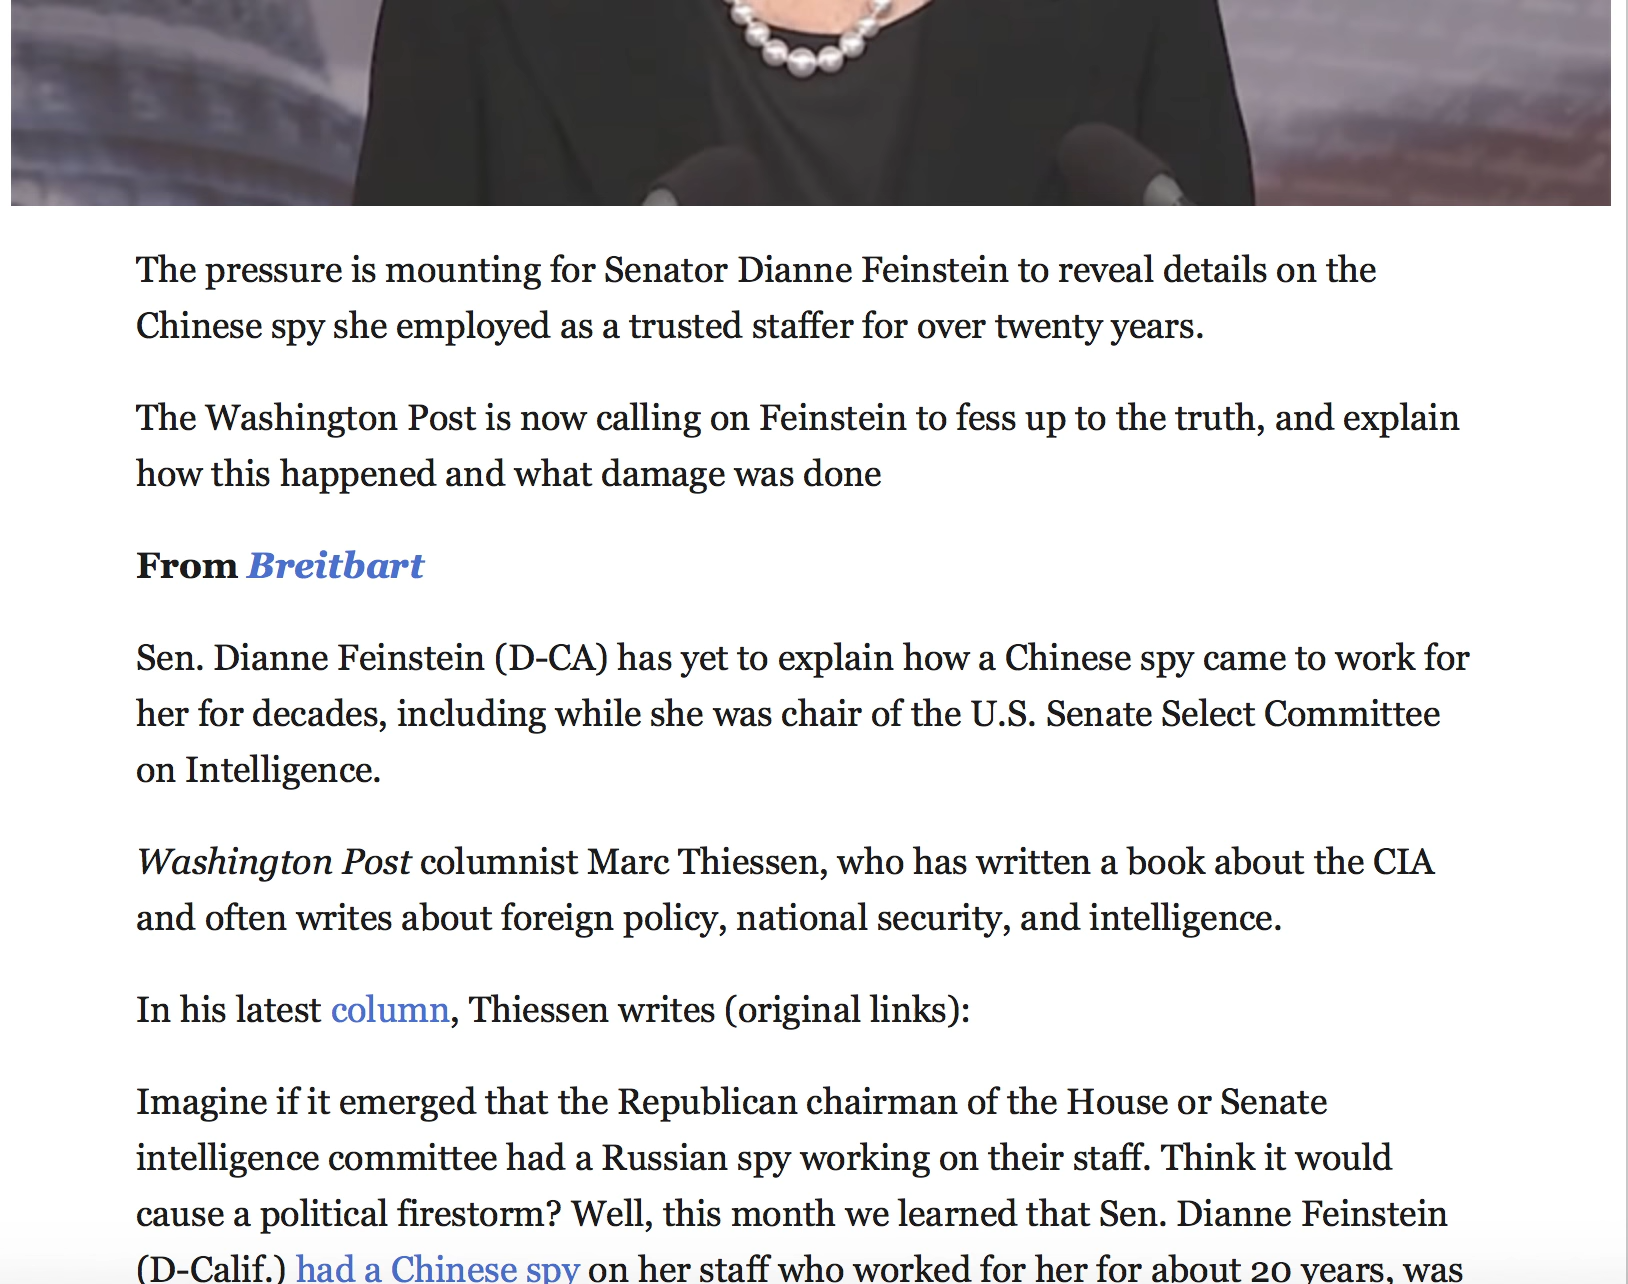 The pressure is mounting for Senator Dianne Feinstein to reveal details on the
Chinese spy she employed as a trusted staffer for over twenty years.
The Washington Post is now calling on Feinstein to fess up to the truth, and explain
how this happened and what damage was done
From Breitbart
Sen. Dianne Feinstein (D-CA) has yet to explain how a Chinese spy came to work for
her for decades, including while she was chair of the U.S. Senate Select Committee
on Intelligence.
Washington Post columnist Marc Thiessen, who has written a book about the CIA
and often writes about foreign policy, national security, and intelligence.
In his latest column, Thiessen writes (original links):
Imagine if it emerged that the Republican chairman of the House or Senate
intelligence committee had a Russian spy working on their staff. Think it would
cause a political firestorm? Well, this month we learned that Sen. Dianne Feinstein
(D-Calif.) had a Chinese spy on her staff who worked for her for about 20 years, was